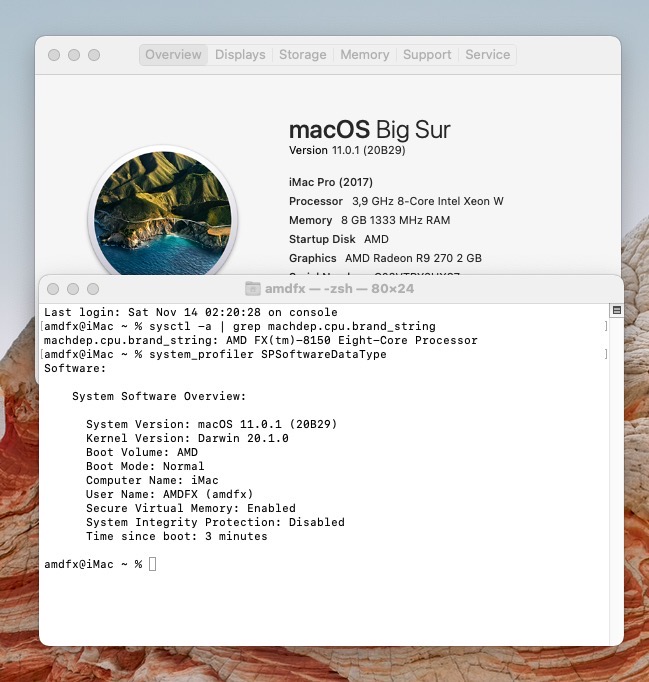 Overview Displays Storage Memory Support Service
macOS Big Sur
Version 11.0.1 (20B29)
iMac Pro (2017)
Processor 3,9 GHz 8-Core Intel Xeon W
Memory 8 GB 1333 MHz RAM
Startup Disk AMD
Graphics AMD Radeon R9 270 2 GB
amdfx — -zsh — 80×24
Last login: Sat Nov 14 02:20:28 on console
[amdfx@iMac ~ % sysctl -a | grep machdep.cpu.brand_string ]
machdep.cpu.brand_string: AMD FX(tm)-8150 Eight-Core Processor
[amdfx@iMac ~ % system_profiler SPSoftwareDataType ]
Software:
System Software Overview:
System Version: macOS 11.0.1 (20B29)
Kernel Version: Darwin 20.1.0
Boot Volume: AMD
Boot Mode: Normal
Computer Name: iMac
User Name: AMDFX (amdfx)
Secure Virtual Memory: Enabled
System Integrity Protection: Disabled
Time since boot: 3 minutes
amdfx@iMac ~ %